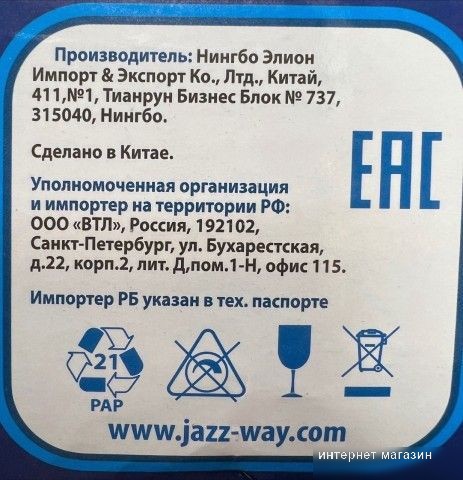 Производитель: Нингбо Элион
Импорт & Экспорт Ко., Лтд., Китай,
411,№1, Тианрун Бизнес Блок № 737,
315040, Нингбо.
Сделано в Китае.
EAC
Уполномоченная организация
и импортер на территории РФ:
ООО «ВТЛ», Россия, 192102,
Санкт-Петербург, ул. Бухарестская,
д.22, корп.2, лит. Д,пом.1-Н, офис 115.
Импортер РБ указан в тех. паспорте
21
PAP
www.jazz-way.com
интернет магазин